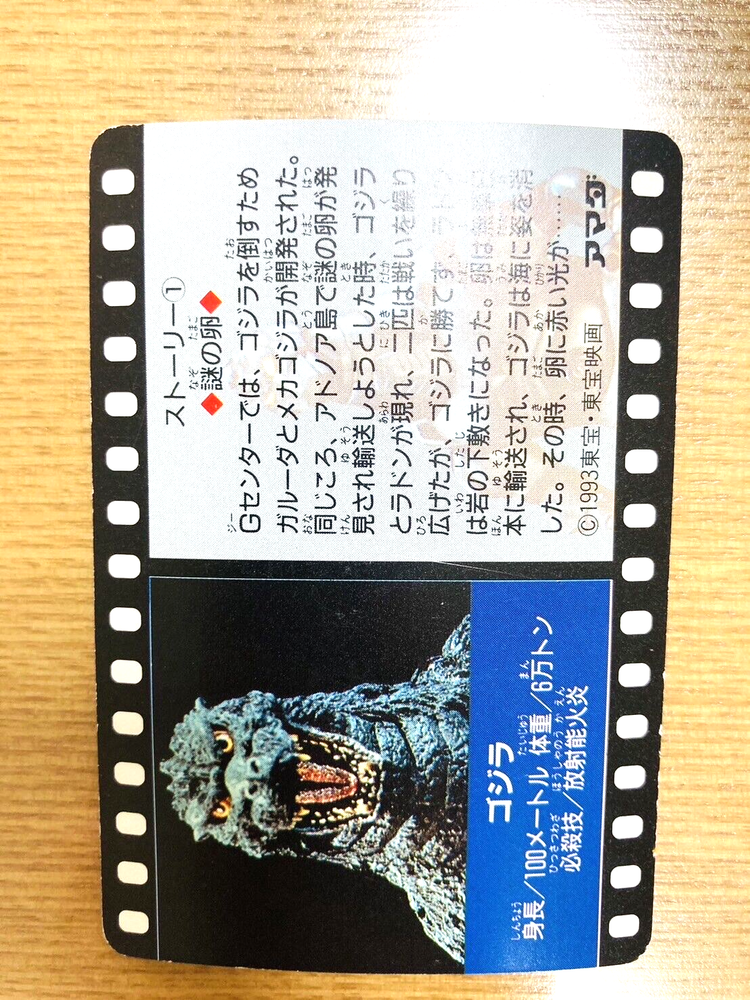 ゴジラ
身長/100メートル 体重/6万トン
必殺技/放射能火炎
ストーリー①
◆謎の卵◆
Gセンターでは、ゴジラを倒すため
ガルーダとメカゴジラが開発された。
同じころ、アドノア島で謎の卵が発
見され輸送しようとした時、ゴジラ
とラドンが現れ、二匹は戦いを繰り
広げたが、ゴジラに勝てず、ラドン
は岩の下敷きになった。卵は無事日
本に輸送され、ゴジラは海に姿を消
した。その時、卵に赤い光が……
©1993東宝・東宝映画
アマダ